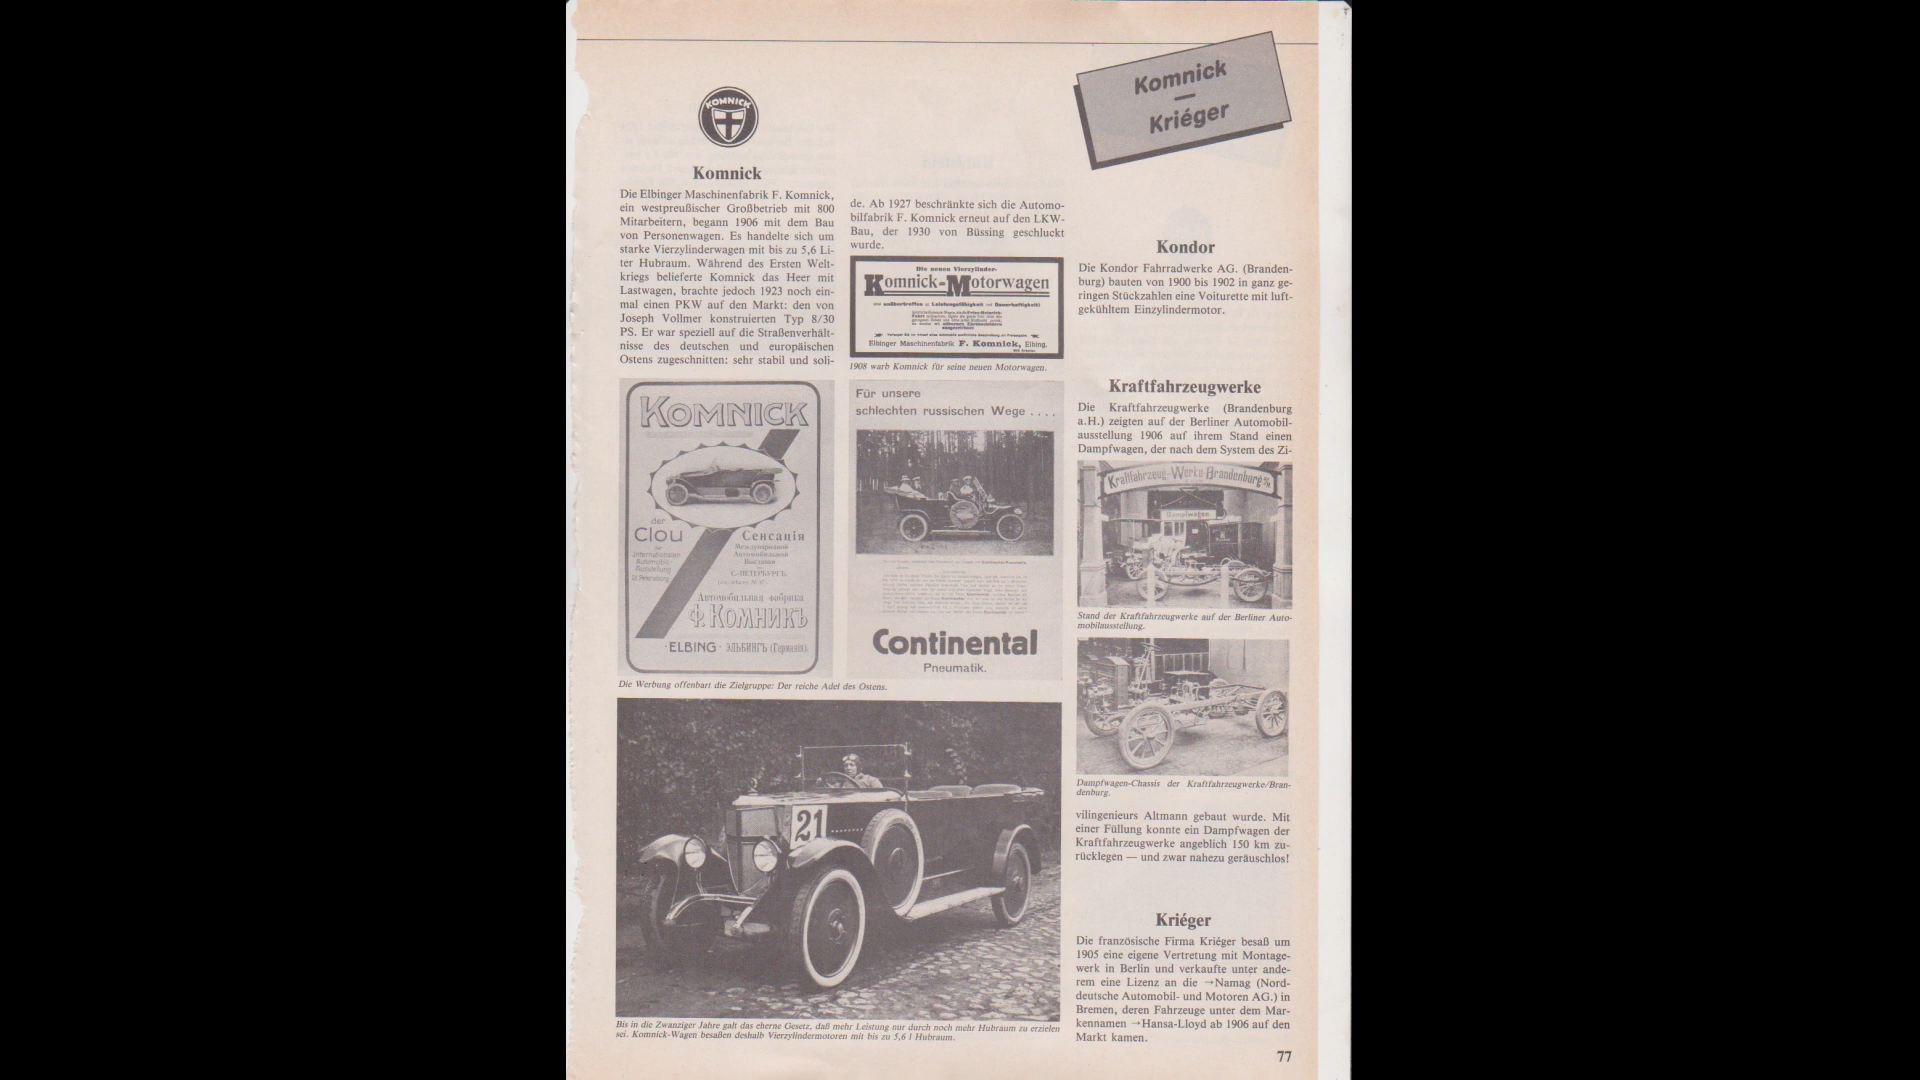 Komnick
—
Kriéger
KOMNICK
Komnick
Die Elbinger Maschinenfabrik F. Komnick,
ein westpreußischer Großbetrieb mit 800
Mitarbeitern, begann 1906 mit dem Bau
von Personenwagen. Es handelte sich um
starke Vierzylinderwagen mit bis zu 5,6 Li-
ter Hubraum. Während des Ersten Welt-
kriegs belieferte Komnick das Heer mit
Lastwagen, brachte jedoch 1923 noch ein-
mal einen PKW auf den Markt: den von
Joseph Vollmer konstruierten Typ 8/30
PS. Er war speziell auf die Straßenverhält-
nisse des deutschen und europäischen
Ostens zugeschnitten: sehr stabil und soli-
de. Ab 1927 beschränkte sich die Automo-
bilfabrik F. Komnick erneut auf den LKW-
Bau, der 1930 von Büssing geschluckt
wurde.
Die neuen Vierzylinder-
Komnick-Motorwagen
sind unübertroffen in Leistungsfähigkeit und Dauerhaftigkeit!
Elbinger Maschinenfabrik F. Komnick, Elbing.
1908 warb Komnick für seine neuen Motorwagen.
KOMNICK
der
Clou
der
Internationalen
Automobil-
Ausstellung
St Petersburg
Сенсація
Международной
Автомобильной
Выставки
С.-ПЕТЕРБУРГЪ
Автомобильная фабрика
Ф. КОМНИКЪ
·ELBING· ЭЛЬБИНГЪ (Германія).
Für unsere
schlechten russischen Wege ....
Continental
Pneumatik.
Die Werbung offenbart die Zielgruppe: Der reiche Adel des Ostens.
21
Bis in die Zwanziger Jahre galt das eherne Gesetz, daß mehr Leistung nur durch noch mehr Hubraum zu erzielen
sei. Komnick-Wagen besaßen deshalb Vierzylindermotoren mit bis zu 5,6 l Hubraum.
Kondor
Die Kondor Fahrradwerke AG. (Branden-
burg) bauten von 1900 bis 1902 in ganz ge-
ringen Stückzahlen eine Voiturette mit luft-
gekühltem Einzylindermotor.
Kraftfahrzeugwerke
Die Kraftfahrzeugwerke (Brandenburg
a.H.) zeigten auf der Berliner Automobil-
ausstellung 1906 auf ihrem Stand einen
Dampfwagen, der nach dem System des Zi-
Kraftfahrzeug-Werke-Brandenburg a/H.
Stand der Kraftfahrzeugwerke auf der Berliner Auto-
mobilausstellung.
Dampfwagen-Chassis der Kraftfahrzeugwerke/Bran-
denburg.
vilingenieurs Altmann gebaut wurde. Mit
einer Füllung konnte ein Dampfwagen der
Kraftfahrzeugwerke angeblich 150 km zu-
rücklegen — und zwar nahezu geräuschlos!
Kriéger
Die französische Firma Kriéger besaß um
1905 eine eigene Vertretung mit Montage-
werk in Berlin und verkaufte unter ande-
rem eine Lizenz an die →Namag (Nord-
deutsche Automobil- und Motoren AG.) in
Bremen, deren Fahrzeuge unter dem Mar-
kennamen →Hansa-Lloyd ab 1906 auf den
Markt kamen.
77